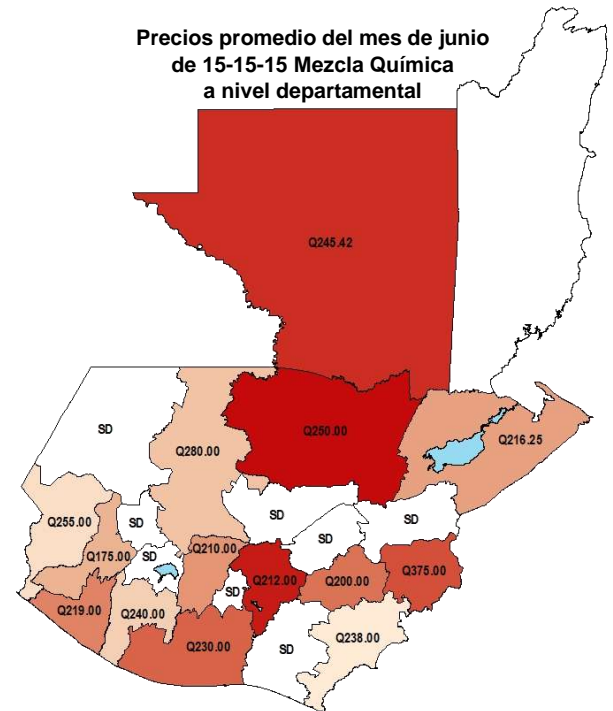 Precios promedio del mes de junio
de 15-15-15 Mezcla Química
a nivel departamental
Q245.42
SD
Q280.00
Q250.00
Q216.25
Q255.00
SD
SD
SD
SD
Q175.00
SD
Q210.00
SD
Q212.00
Q200.00
Q375.00
Q219.00
Q240.00
Q230.00
SD
Q238.00